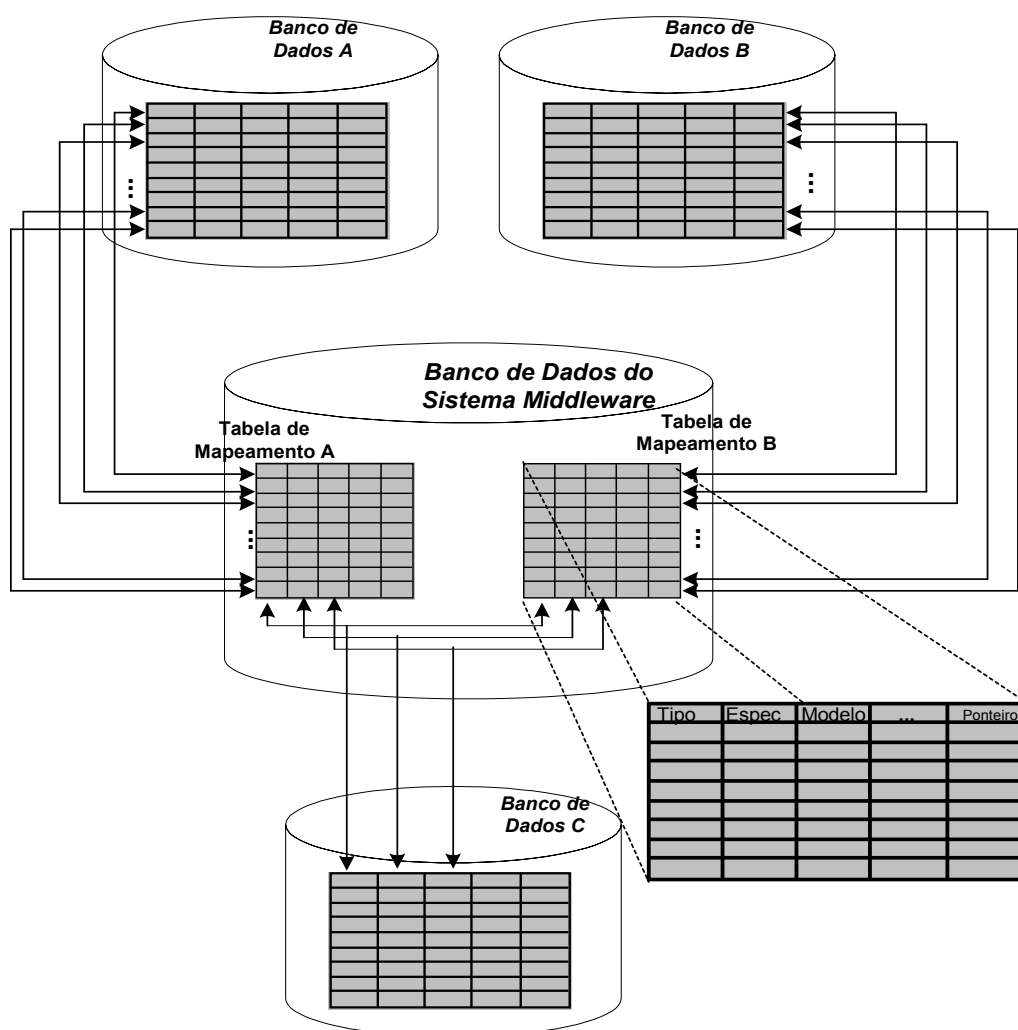 Banco de
Dados A
Banco de
Dados B
...
...
Banco de Dados do
Sistema Middleware
Tabela de
Mapeamento A
Tabela de
Mapeamento B
...
...
Tipo Espec Modelo ... Ponteiro
Banco de
Dados C